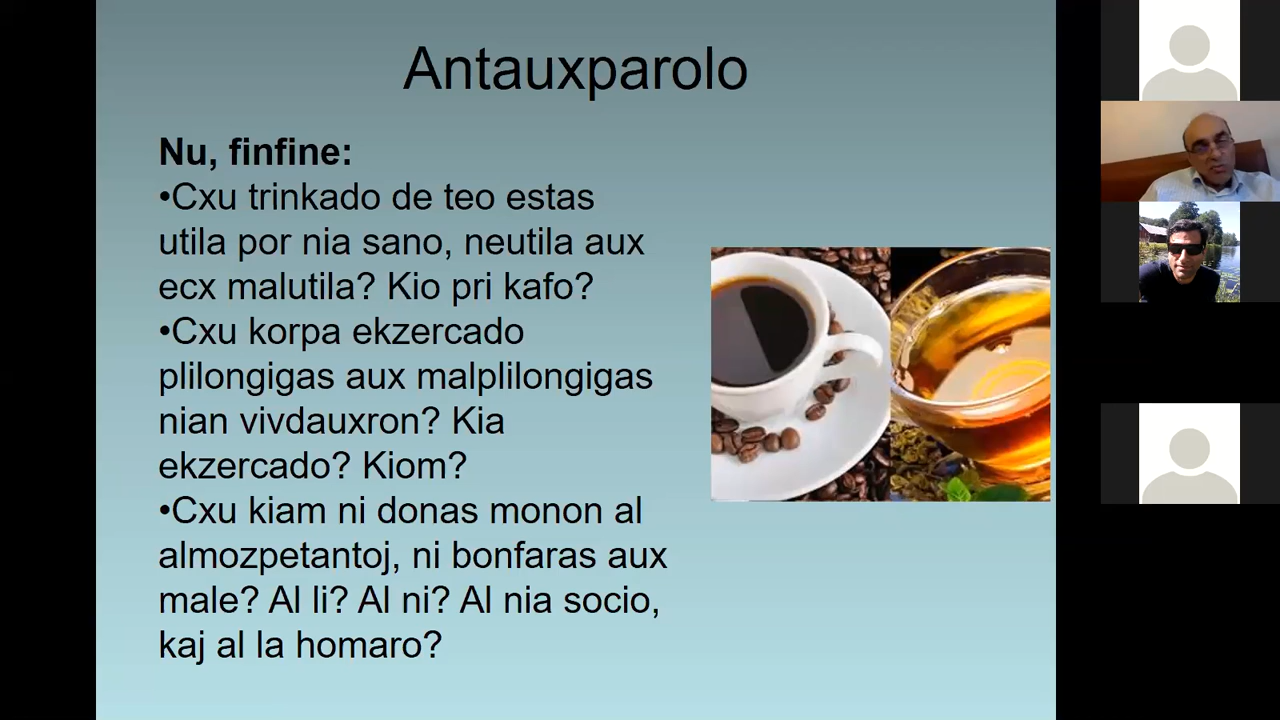 Antauxparolo
Nu, finfine:
•Cxu trinkado de teo estas
utila por nia sano, neutila aux
ecx malutila? Kio pri kafo?
•Cxu korpa ekzercado
plilongigas aux malplilongigas
nian vivdauxron? Kia
ekzercado? Kiom?
•Cxu kiam ni donas monon al
almozpetantoj, ni bonfaras aux
male? Al li? Al ni? Al nia socio,
kaj al la homaro?